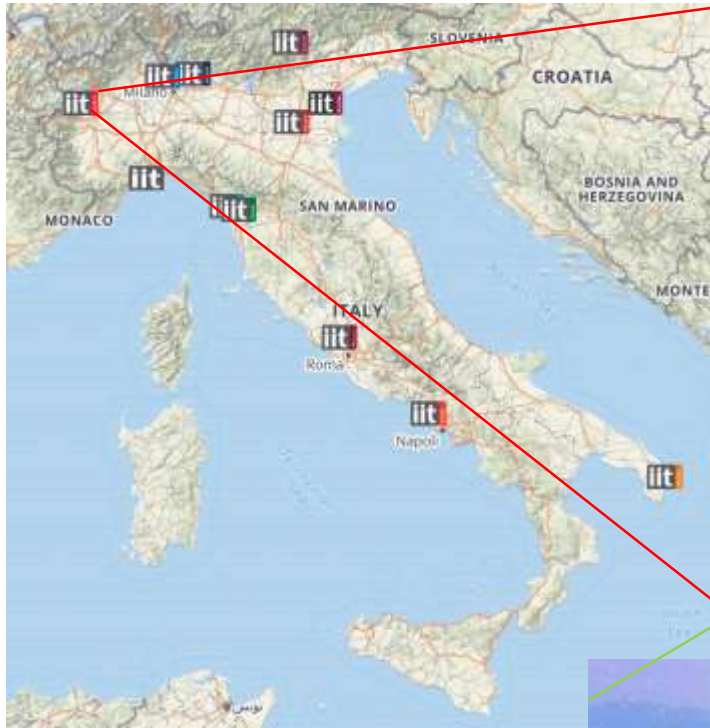 iit
SLOVENIA
iit
iit
Milano
CROATIA
iit
iit
iit
iit
BOSNIA AND
HERZEGOVINA
MONACO
iit
SAN MARINO
MONTE
ITALY
iit
Roma
iit
Napoli
iit
تونس